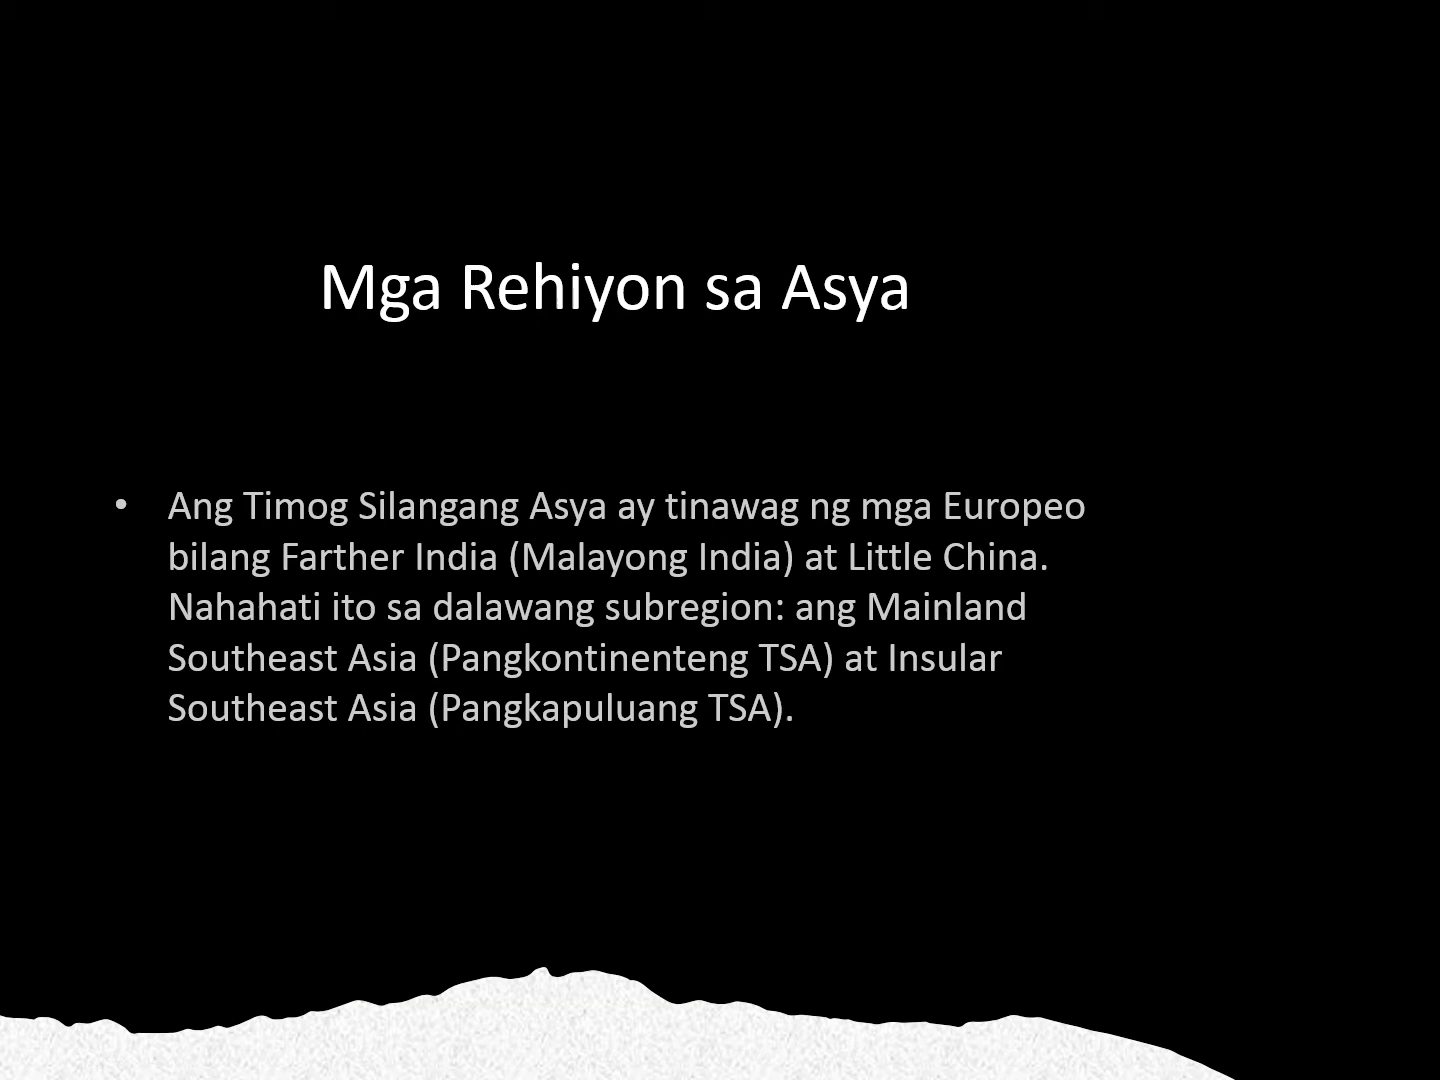 Mga Rehiyon sa Asya
• Ang Timog Silangang Asya ay tinawag ng mga Europeo
bilang Farther India (Malayong India) at Little China.
Nahahati ito sa dalawang subregion: ang Mainland
Southeast Asia (Pangkontinenteng TSA) at Insular
Southeast Asia (Pangkapuluang TSA).